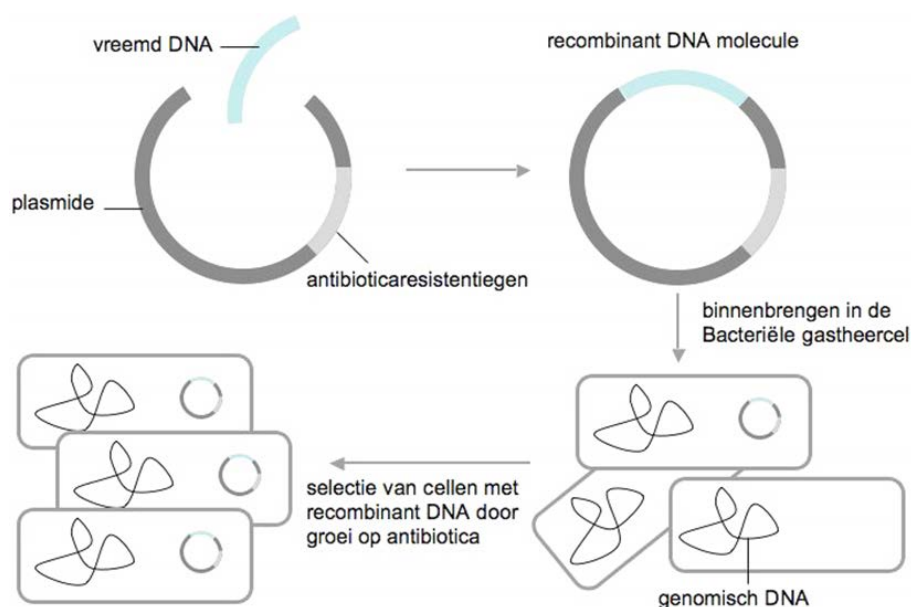 vreemd DNA
recombinant DNA molecule
plasmide
antibioticaresistentiegen
binnenbrengen in de
Bacteriële gastheercel
selectie van cellen met
recombinant DNA door
groei op antibiotica
genomisch DNA